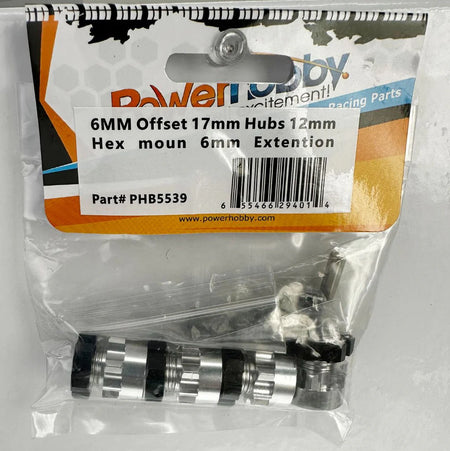 PowerHobby
excitement!
Racing Parts
6MM Offset 17mm Hubs 12mm
Hex moun 6mm Extention
Part# PHB5539
6 55466 29401 4
www.powerhobby.com